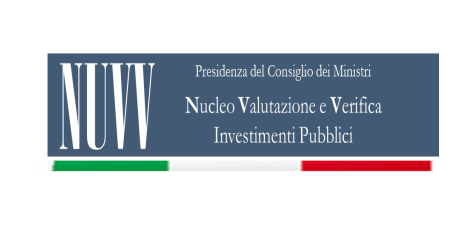 NUVV
Presidenza del Consiglio dei Ministri
Nucleo Valutazione e Verifica
Investimenti Pubblici